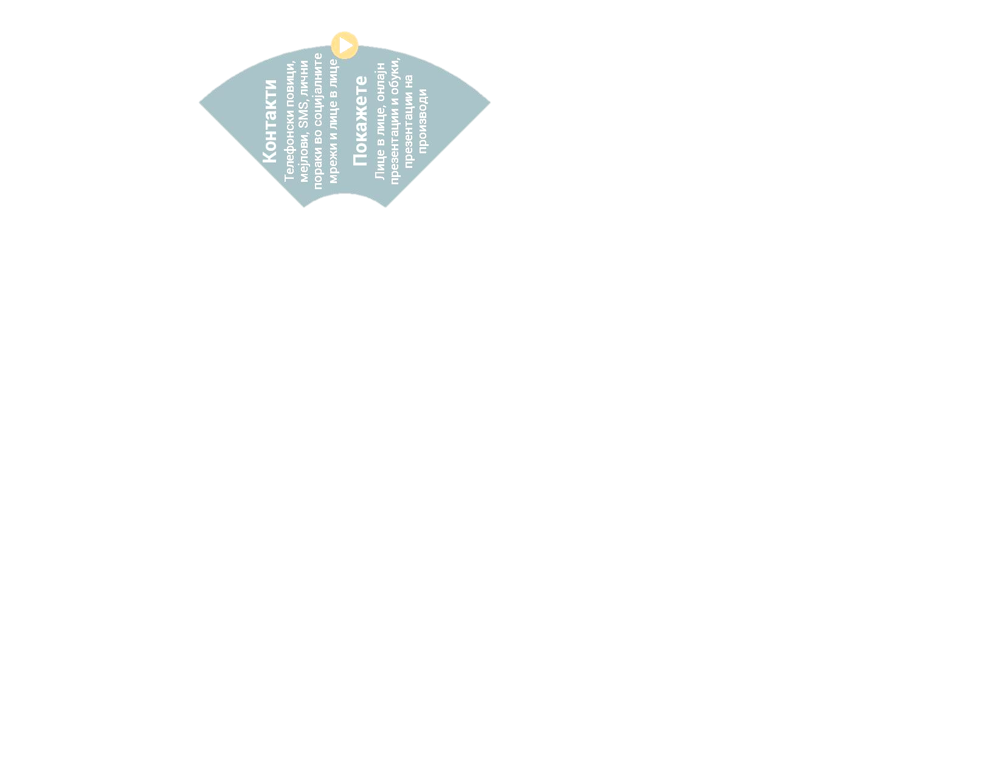 Контакти
Телефонски повици,
мејлови, SMS, лични
пораки во социјалните
мрежи и лице в лице
Покажете
Лице в лице, онлајн
презентации и обуки,
презентации на
производи